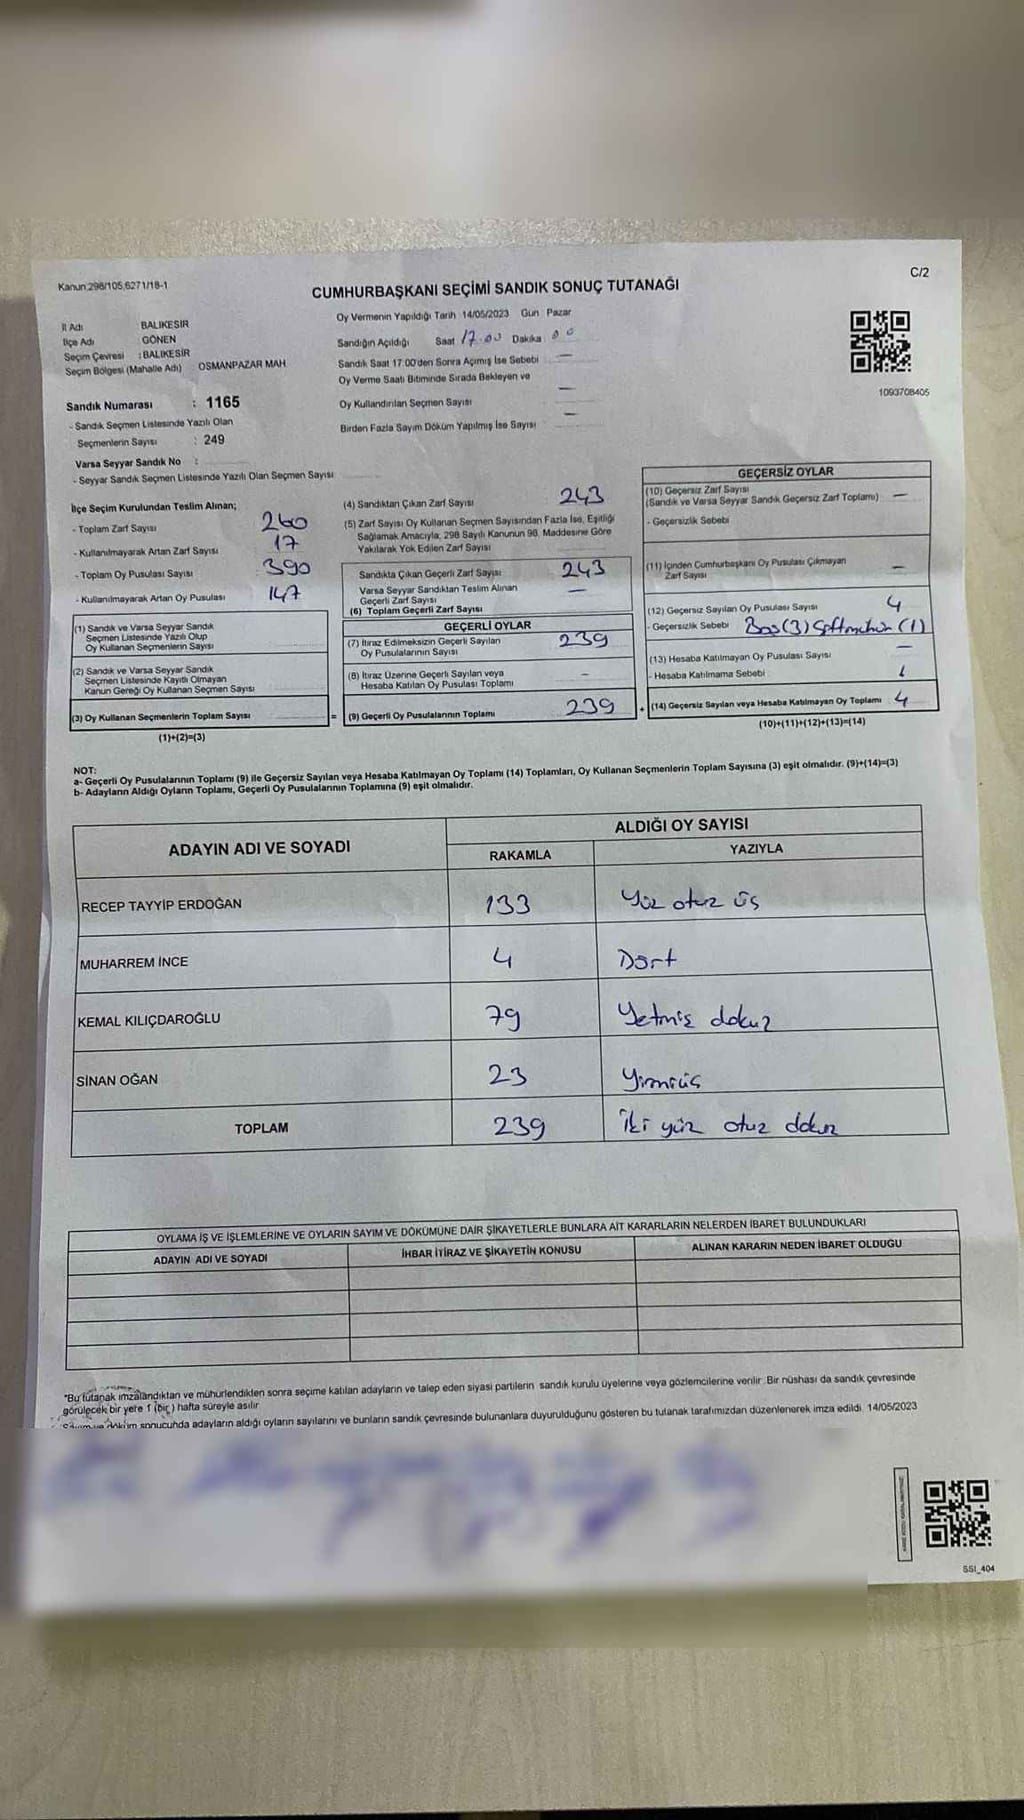 Kanun:298/105,6271/18-1
C/2
CUMHURBAŞKANI SEÇİMİ SANDIK SONUÇ TUTANAĞI
İl Adı BALIKESİR
İlçe Adı GÖNEN
Seçim Çevresi : BALIKESİR
Seçim Bölgesi (Mahalle Adı) OSMANPAZAR MAH
Sandık Numarası : 1165
- Sandık Seçmen Listesinde Yazılı Olan
Seçmenlerin Sayısı : 249
Varsa Seyyar Sandık No :
- Seyyar Sandık Seçmen Listesinde Yazılı Olan Seçmen Sayısı
Oy Vermenin Yapıldığı Tarih 14/05/2023 Gün Pazar
Sandığın Açıldığı Saat 17.00 Dakika 00
Sandık Saat 17:00'den Sonra Açımış İse Sebebi —
Oy Verme Saati Bitiminde Sırada Bekleyen ve
Oy Kullandırılan Seçmen Sayısı —
Birden Fazla Sayım Döküm Yapılmış İse Sayısı —
1093708405
İlçe Seçim Kurulundan Teslim Alınan;
- Toplam Zarf Sayısı 260
- Kullanılmayarak Artan Zarf Sayısı 17
- Toplam Oy Pusulası Sayısı 390
- Kullanılmayarak Artan Oy Pusulası 147
(1) Sandık ve Varsa Seyyar Sandık
Seçmen Listesinde Yazılı Olup
Oy Kullanan Seçmenlerin Sayısı
(2) Sandık ve Varsa Seyyar Sandık
Seçmen Listesinde Kayıtlı Olmayan
Kanun Gereği Oy Kullanan Seçmen Sayısı
(3) Oy Kullanan Seçmenlerin Toplam Sayısı
(1)+(2)=(3)
=
(4) Sandıktan Çıkan Zarf Sayısı 243
(5) Zarf Sayısı Oy Kullanan Seçmen Sayısından Fazla İse, Eşitliği
Sağlamak Amacıyla, 298 Sayılı Kanunun 98. Maddesine Göre
Yakılarak Yok Edilen Zarf Sayısı
Sandıkta Çıkan Geçerli Zarf Sayısı 243
Varsa Seyyar Sandıktan Teslim Alınan
Geçerli Zarf Sayısı —
(6) Toplam Geçerli Zarf Sayısı
GEÇERLİ OYLAR
(7) İtiraz Edilmeksizin Geçerli Sayılan
Oy Pusulalarının Sayısı 239
(8) İtiraz Üzerine Geçerli Sayılan veya
Hesaba Katılan Oy Pusulası Toplamı -
(9) Geçerli Oy Pusulalarının Toplamı 239
+
GEÇERSİZ OYLAR
(10) Geçersiz Zarf Sayısı
(Sandık ve Varsa Seyyar Sandık Geçersiz Zarf Toplamı) —
- Geçersizlik Sebebi
(11) İçinden Cumhurbaşkanı Oy Pusulası Çıkmayan
Zarf Sayısı —
(12) Geçersiz Sayılan Oy Pusulası Sayısı 4
- Geçersizlik Sebebi Boş(3) (1)
(13) Hesaba Katılmayan Oy Pusulası Sayısı —
- Hesaba Katılmama Sebebi
(14) Geçersiz Sayılan veya Hesaba Katılmayan Oy Toplamı 4
(10)+(11)+(12)+(13)=(14)
NOT:
a- Geçerli Oy Pusulalarının Toplamı (9) ile Geçersiz Sayılan veya Hesaba Katılmayan Oy Toplamı (14) Toplamları, Oy Kullanan Seçmenlerin Toplam Sayısına (3) eşit olmalıdır. (9)+(14)=(3)
b- Adayların Aldığı Oyların Toplamı, Geçerli Oy Pusulalarının Toplamına (9) eşit olmalıdır.
ADAYIN ADI VE SOYADI ALDIĞI OY SAYISI
RAKAMLA YAZIYLA
RECEP TAYYİP ERDOĞAN 133 Yüz otuz üç
MUHARREM İNCE 4 Dört
KEMAL KILIÇDAROĞLU 79 Yetmiş dokuz
SİNAN OĞAN 23 Yirmiüç
TOPLAM 239 İki yüz otuz dokuz
OYLAMA İŞ VE İŞLEMLERİNE VE OYLARIN SAYIM VE DÖKÜMÜNE DAİR ŞİKAYETLERLE BUNLARA AİT KARARLARIN NELERDEN İBARET BULUNDUKLARI
ADAYIN ADI VE SOYADI İHBAR İTİRAZ VE ŞİKAYETİN KONUSU ALINAN KARARIN NEDEN İBARET OLDUĞU
*Bu tutanak imzalandıktan ve mühürlendikten sonra seçime katılan adayların ve talep eden siyasi partilerin sandık kurulu üyelerine veya gözlemcilerine verilir. Bir nüshası da sandık çevresinde
görülecek bir yere 1 (bir) hafta süreyle asılır.
Sayım ve döküm sonucunda adayların aldığı oyların sayılarını ve bunların sandık çevresinde bulunanlara duyurulduğunu gösteren bu tutanak tarafımızdan düzenlenerek imza edildi. 14/05/2023
SSI_404